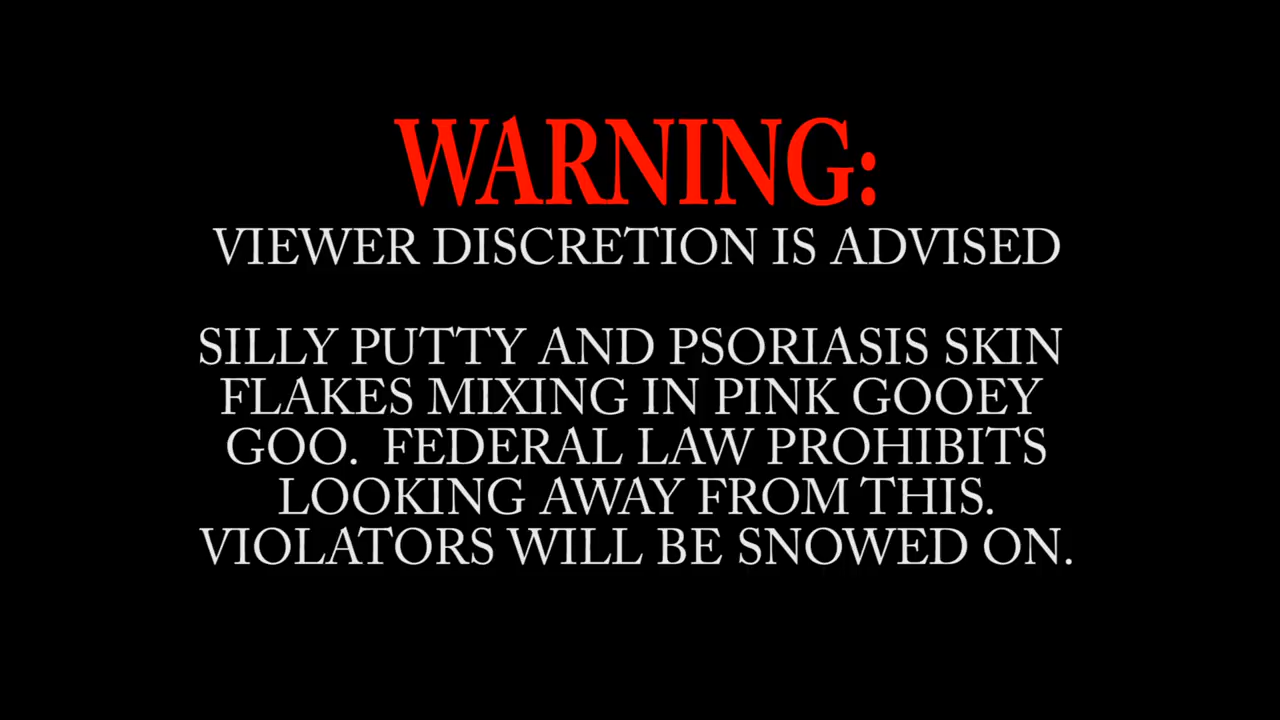 WARNING:
VIEWER DISCRETION IS ADVISED
SILLY PUTTY AND PSORIASIS SKIN
FLAKES MIXING IN PINK GOOEY
GOO. FEDERAL LAW PROHIBITS
LOOKING AWAY FROM THIS.
VIOLATORS WILL BE SNOWED ON.